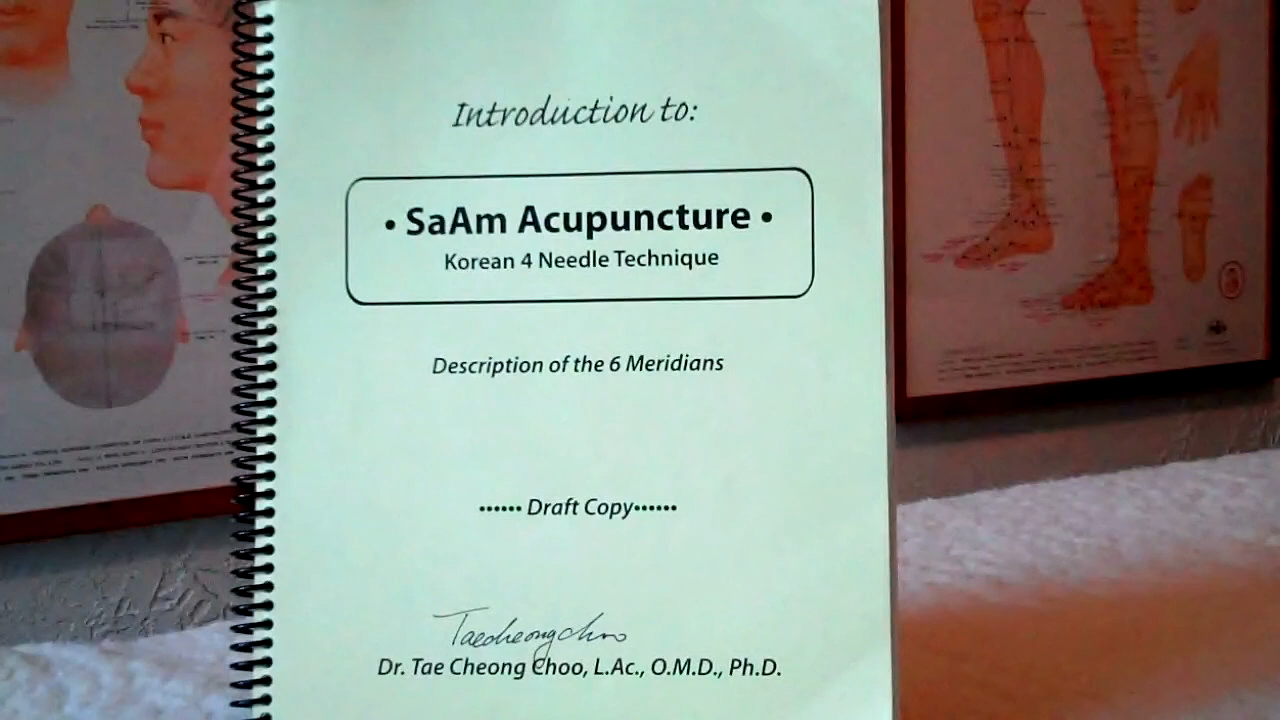 Introduction to:
• SaAm Acupuncture •
Korean 4 Needle Technique
Description of the 6 Meridians
•••••• Draft Copy••••••
Taecheongchoo
Dr. Tae Cheong Choo, L.Ac., O.M.D., Ph.D.